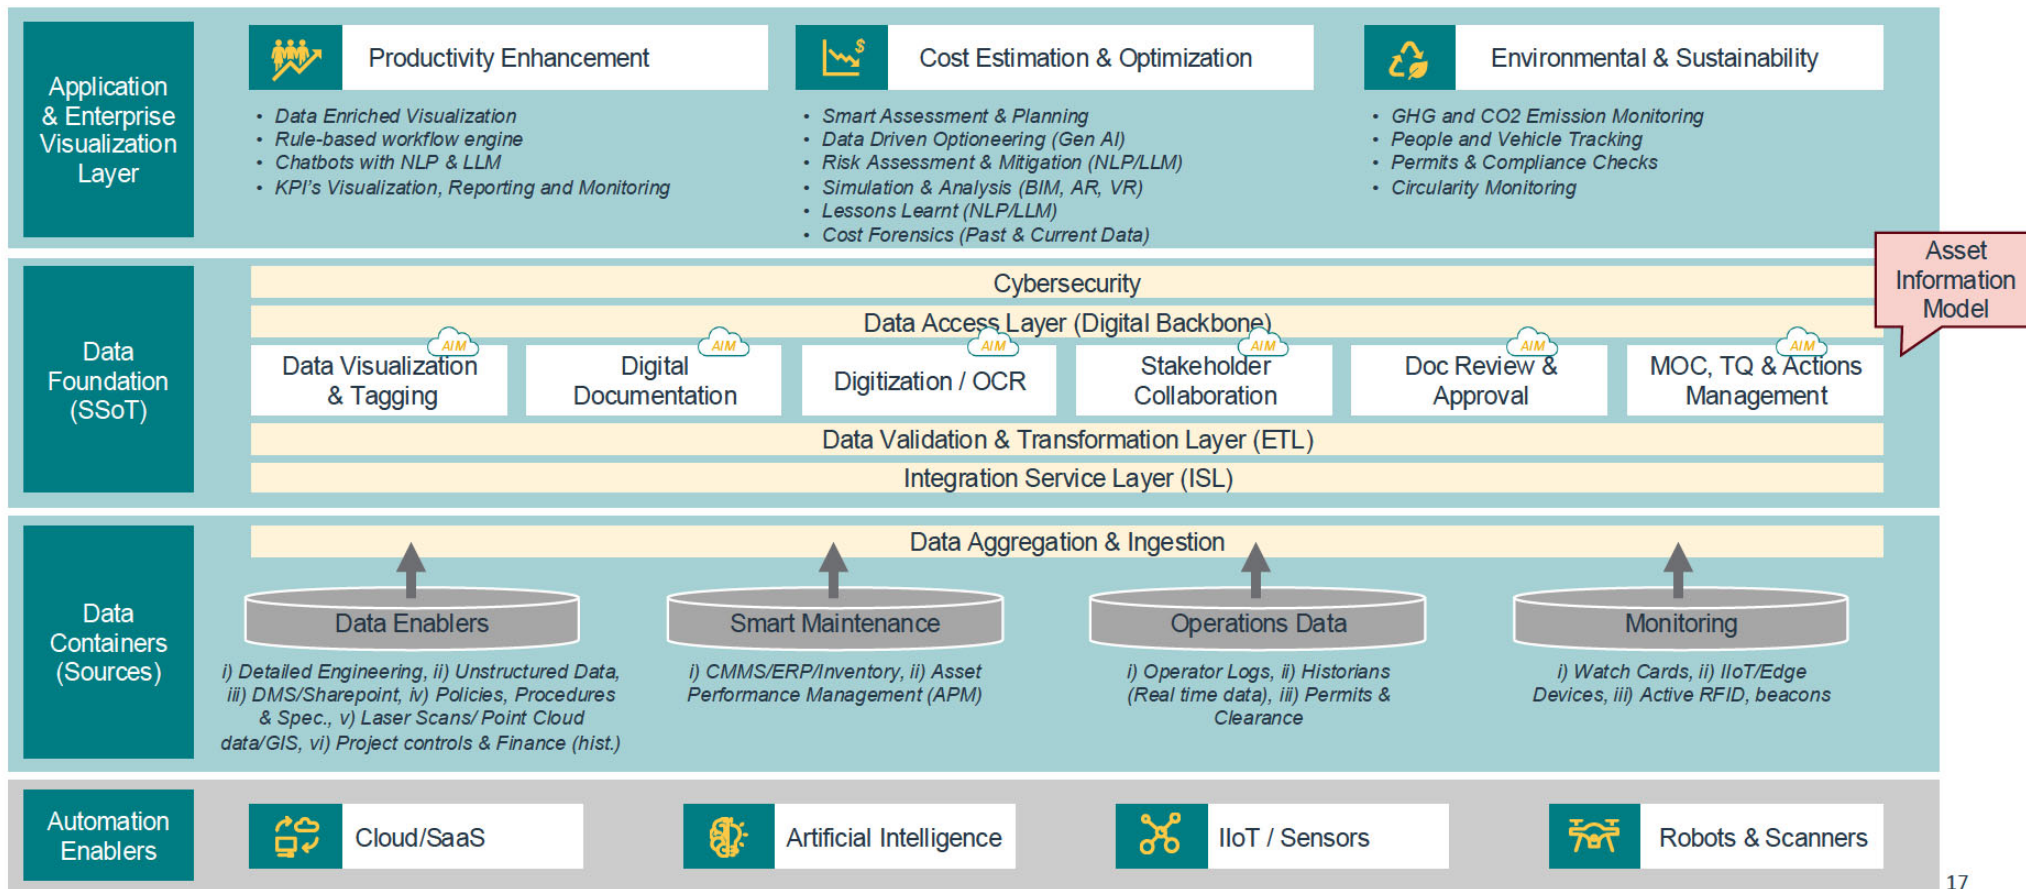 Application
& Enterprise
Visualization
Layer
Productivity Enhancement
• Data Enriched Visualization
• Rule-based workflow engine
• Chatbots with NLP & LLM
• KPI's Visualization, Reporting and Monitoring
$
Cost Estimation & Optimization
• Smart Assessment & Planning
• Data Driven Optioneering (Gen AI)
• Risk Assessment & Mitigation (NLP/LLM)
• Simulation & Analysis (BIM, AR, VR)
• Lessons Learnt (NLP/LLM)
• Cost Forensics (Past & Current Data)
Environmental & Sustainability
• GHG and CO2 Emission Monitoring
• People and Vehicle Tracking
• Permits & Compliance Checks
• Circularity Monitoring
Asset
Information
Model
Data
Foundation
(SSoT)
Cybersecurity
Data Access Layer (Digital Backbone)
AIM
Data Visualization
& Tagging
AIM
Digital
Documentation
AIM
Digitization / OCR
AIM
Stakeholder
Collaboration
AIM
Doc Review &
Approval
AIM
MOC, TQ & Actions
Management
Data Validation & Transformation Layer (ETL)
Integration Service Layer (ISL)
Data
Containers
(Sources)
Data Aggregation & Ingestion
Data Enablers
i) Detailed Engineering, ii) Unstructured Data,
iii) DMS/Sharepoint, iv) Policies, Procedures
& Spec., v) Laser Scans/ Point Cloud
data/GIS, vi) Project controls & Finance (hist.)
Smart Maintenance
i) CMMS/ERP/Inventory, ii) Asset
Performance Management (APM)
Operations Data
i) Operator Logs, ii) Historians
(Real time data), iii) Permits &
Clearance
Monitoring
i) Watch Cards, ii) IIoT/Edge
Devices, iii) Active RFID, beacons
Automation
Enablers
Cloud/SaaS
Artificial Intelligence
IIoT / Sensors
Robots & Scanners
17